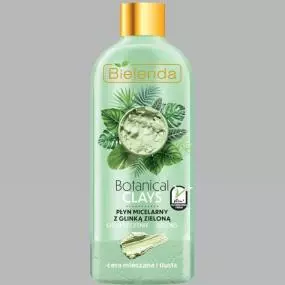 Bielenda
Botanical
CLAYS
PŁYN MICELARNY
Z GLINKĄ ZIELONĄ
cera mieszana i tłusta